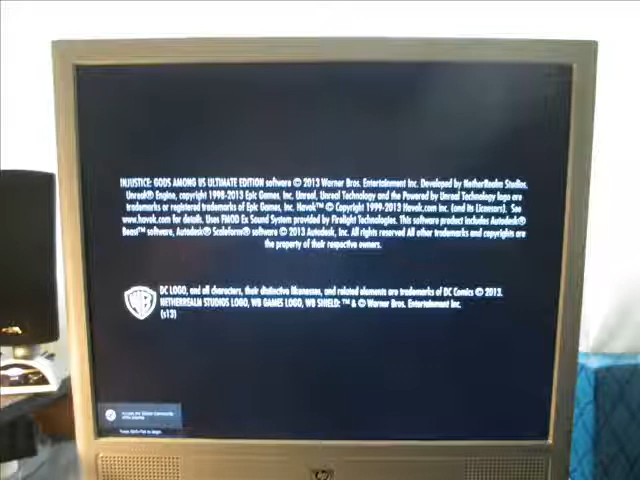 INJUSTICE: GODS AMONG US ULTIMATE EDITION software © 2013 Warner Bros. Entertainment Inc. Developed by NetherRealm Studios.
Unreal® Engine, copyright 1998-2013 Epic Games, Inc. Unreal, Unreal Technology and the Powered by Unreal Technology logo are
trademarks or registered trademarks of Epic Games, Inc. Havok™ © Copyright 1999-2013 Havok.com Inc. (and its Licensors). See
www.havok.com for details. Uses FMOD Ex Sound System provided by Firelight Technologies. This software product includes Autodesk®
Beast™ software, Autodesk® Scaleform® software © 2013 Autodesk, Inc. All rights reserved All other trademarks and copyrights are
the property of their respective owners.
DC LOGO, and all characters, their distinctive likenesses, and related elements are trademarks of DC Comics © 2013.
NETHERREALM STUDIOS LOGO, WB GAMES LOGO, WB SHIELD: ™ & © Warner Bros. Entertainment Inc.
(s13)
WB
hp